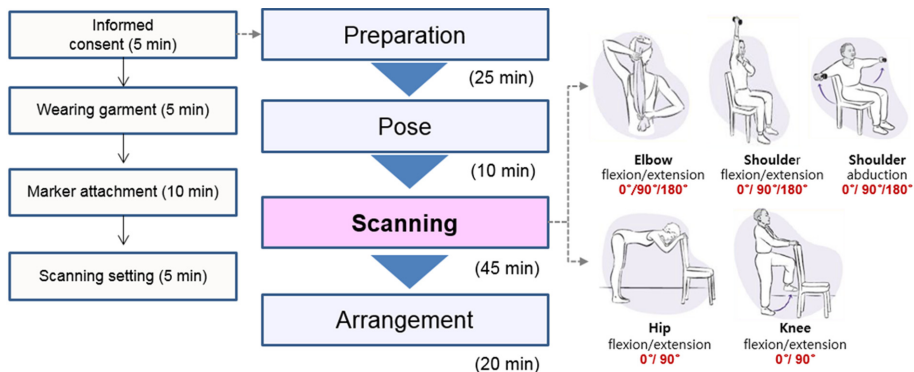 Informed
consent (5 min)
Wearing garment (5 min)
Marker attachment (10 min)
Scanning setting (5 min)
Preparation
(25 min)
Pose
(10 min)
Scanning
(45 min)
Arrangement
(20 min)
Elbow
flexion/extension
0˚/90˚/180˚
Shoulder
flexion/extension
0˚/ 90˚/180˚
Shoulder
abduction
0˚/ 90˚/180˚
Hip
flexion/extension
0˚/ 90˚
Knee
flexion/extension
0˚/ 90˚